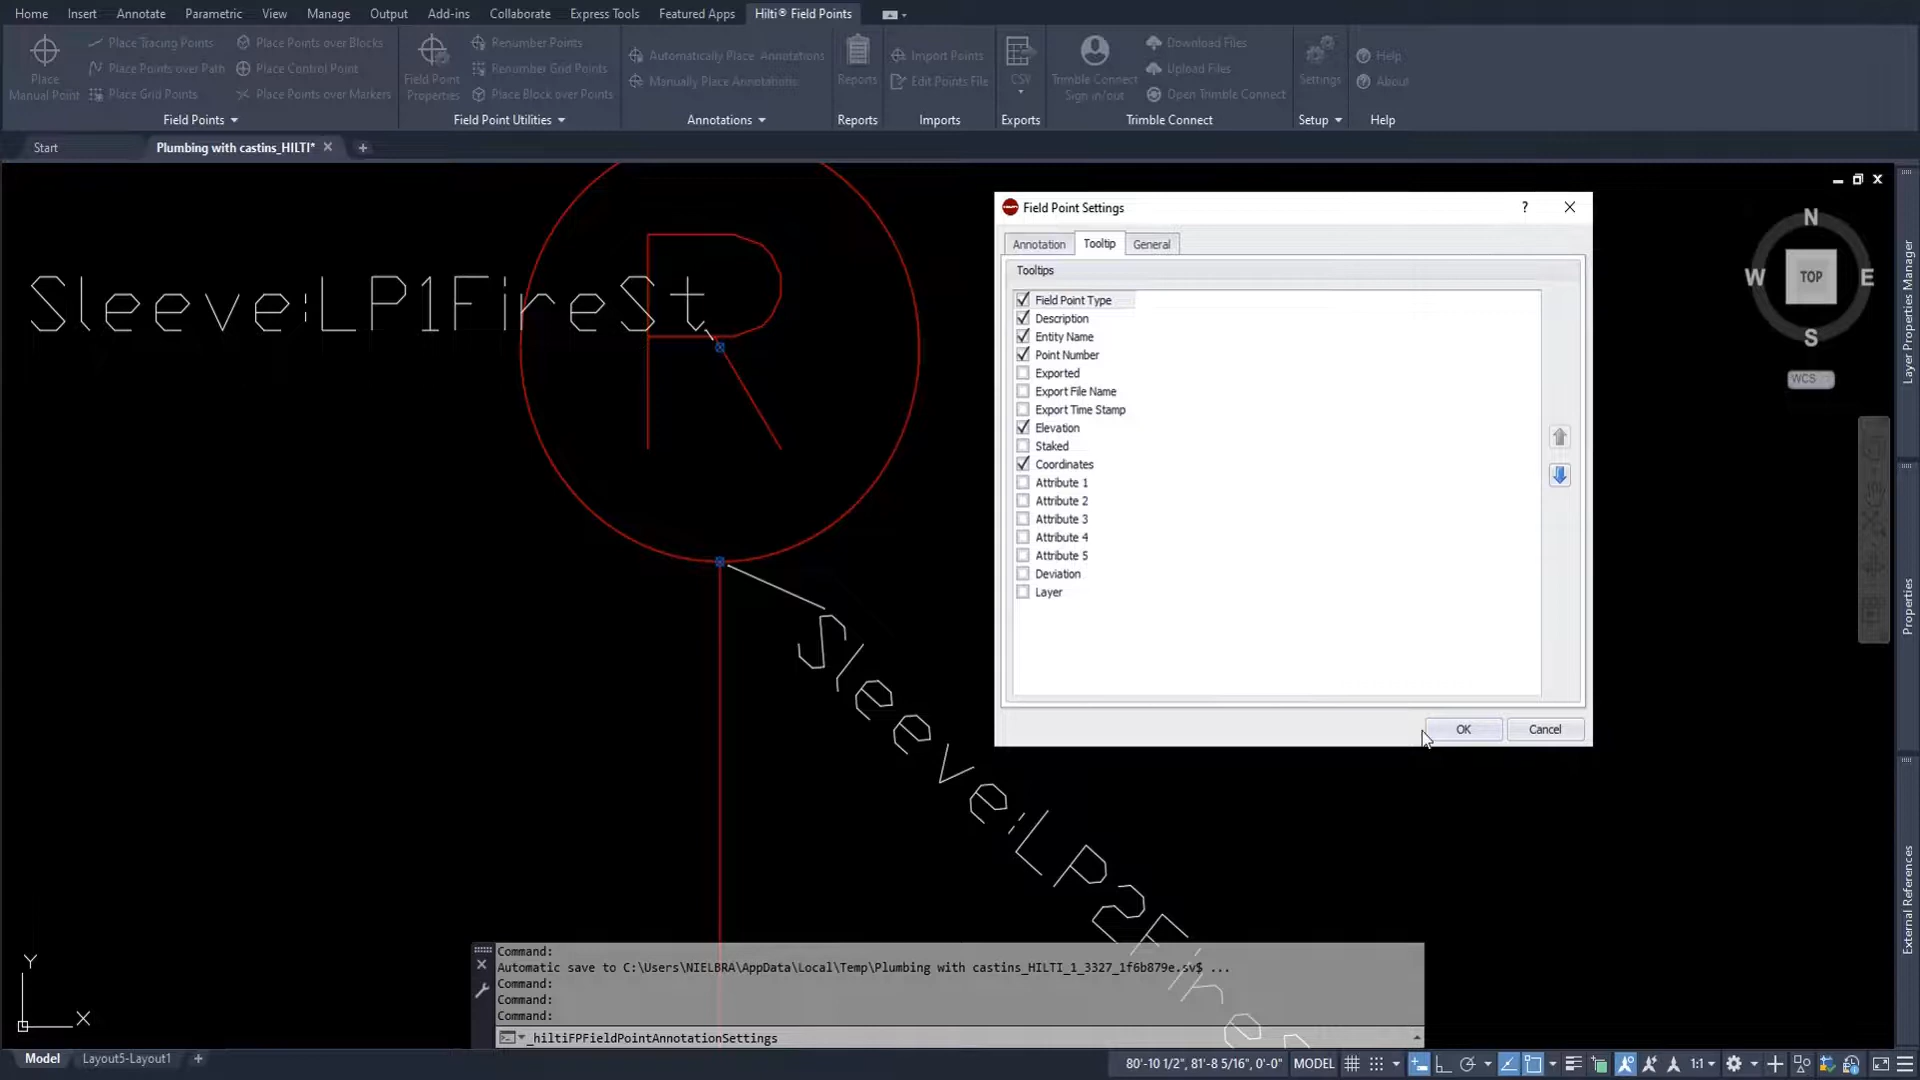 Home Insert Annotate Parametric View Manage Output Add-ins Collaborate Express Tools Featured Apps Hilti® Field Points
Place Manual Point
Place Tracing Points
Place Points over Path
Place Grid Points
Place Points over Blocks
Place Control Point
Place Points over Markers
Field Points
Field Point Properties
Renumber Points
Renumber Grid Points
Place Block over Points
Field Point Utilities
Automatically Place Annotations
Manually Place Annotations
Annotations
Reports
Reports
Import Points
Edit Points File
Imports
CSV
Exports
Trimble Connect Sign in/out
Download Files
Upload Files
Open Trimble Connect
Trimble Connect
Settings
Setup
Help
About
Help
Start
Plumbing with castins_HILTI*
SleeveLP1FireSt
R
Field Point Settings
?
Annotation Tooltip General
Tooltips
Field Point Type
Description
Entity Name
Point Number
Exported
Export File Name
Export Time Stamp
Elevation
Staked
Coordinates
Attribute 1
Attribute 2
Attribute 3
Attribute 4
Attribute 5
Deviation
Layer
OK Cancel
N
W TOP E
S
WCS
Layer Properties Manager
Properties
External References
SleeveLP2Fire
Command:
Automatic save to C:\Users\NIELBRA\AppData\Local\Temp\Plumbing with castins_HILTI_1_3327_1f6b879e.sv$ ...
Command:
Command:
Command:
_hiltiFPFieldPointAnnotationSettings
Y
X
Model Layout5-Layout1 +
80'-10 1/2", 81'-8 5/16", 0'-0" MODEL
1:1